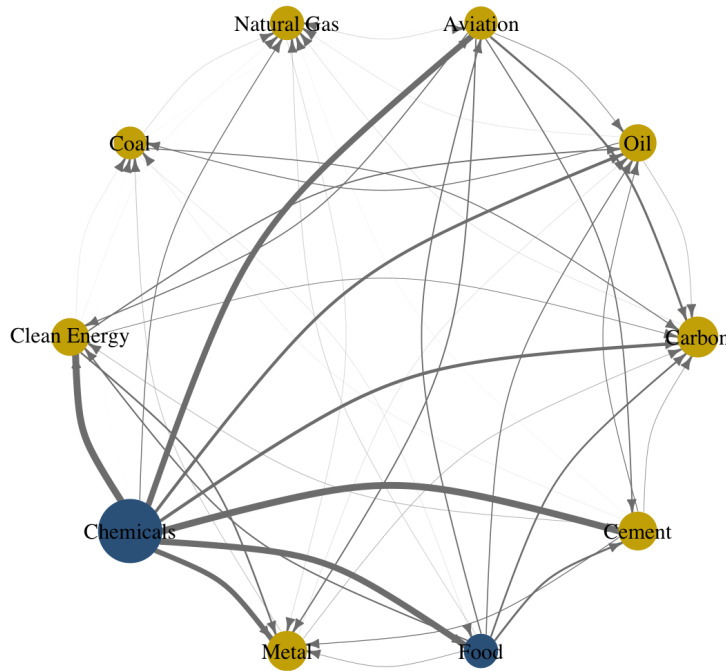 Natural Gas
Aviation
Coal
Oil
Clean Energy
Carbon
Chemicals
Cement
Metal
Food